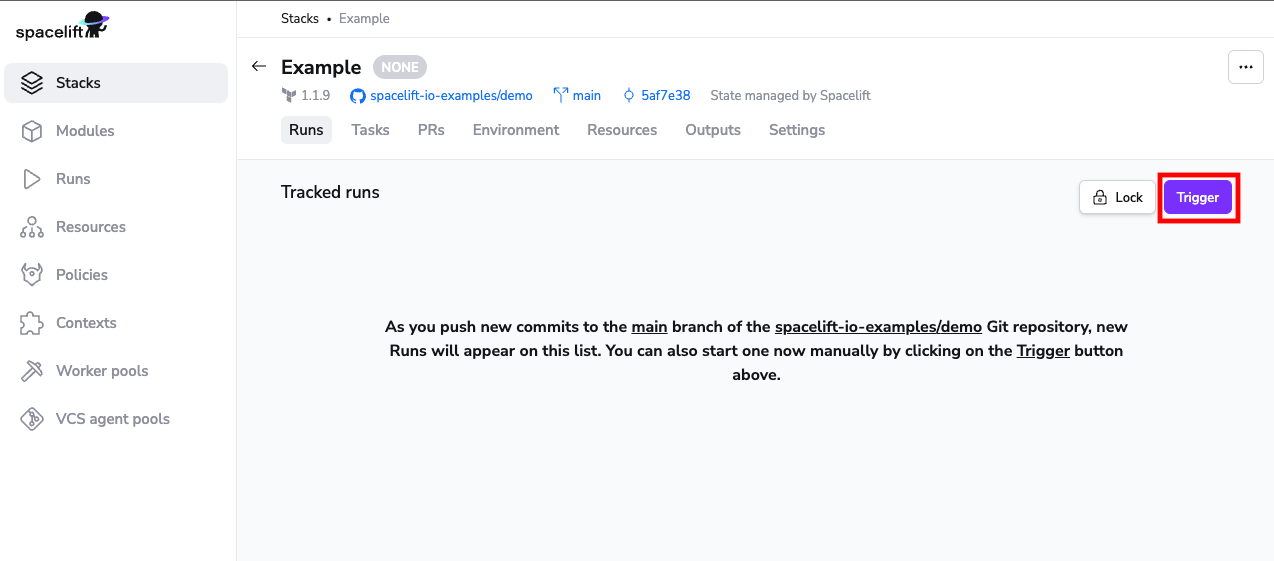 spacelift
Stacks
Modules
Runs
Resources
Policies
Contexts
Worker pools
VCS agent pools
Stacks • Example
Example NONE
1.1.9 spacelift-io-examples/demo main 5af7e38 State managed by Spacelift
Runs Tasks PRs Environment Resources Outputs Settings
Tracked runs
Lock Trigger
As you push new commits to the main branch of the spacelift-io-examples/demo Git repository, new
Runs will appear on this list. You can also start one now manually by clicking on the Trigger button
above.